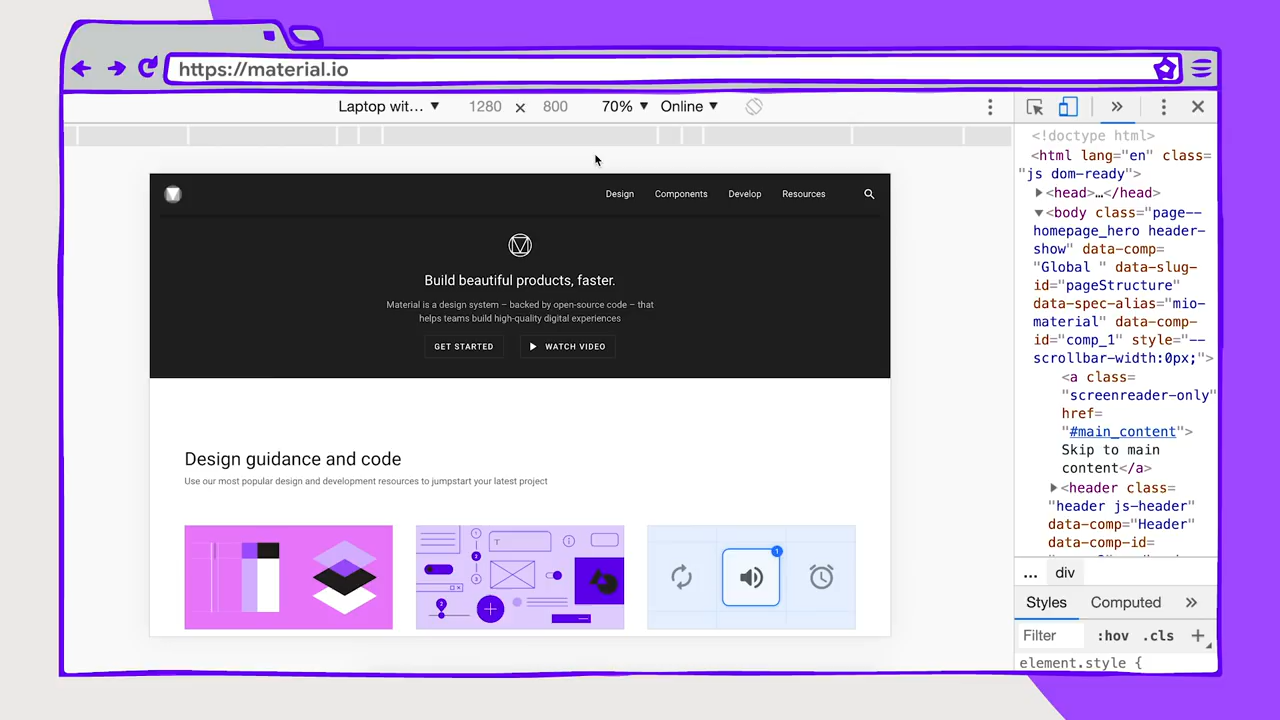 https://material.io
Laptop wit... ▼ 1280 × 800 70% ▼ Online ▼
Design Components Develop Resources
Build beautiful products, faster.
Material is a design system – backed by open-source code – that
helps teams build high-quality digital experiences
GET STARTED WATCH VIDEO
Design guidance and code
Use our most popular design and development resources to jumpstart your latest project
1
2
3
T
2
1
<!doctype html>
<html lang="en" class=
"js dom-ready">
<head>…</head>
<body class="page--
homepage_hero header-
show" data-comp=
"Global " data-slug-
id="pageStructure"
data-spec-alias="mio-
material" data-comp-
id="comp_1" style="--
scrollbar-width:0px;">
<a class=
"screenreader-only"
href=
"#main_content">
Skip to main
content</a>
<header class=
"header js-header"
data-comp="Header"
data-comp-id=
... div
Styles Computed »
Filter :hov .cls +
element.style {